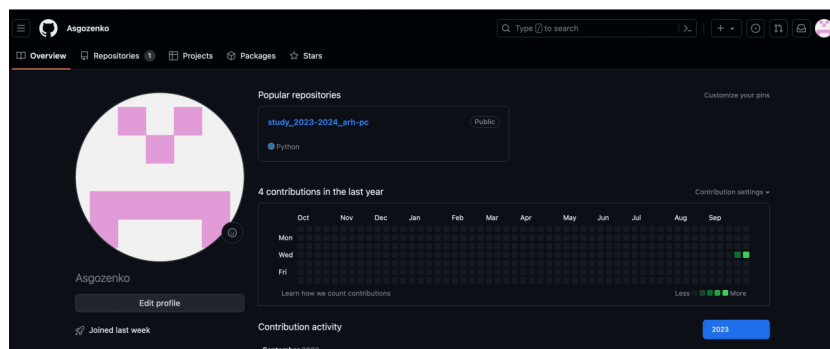 Asgozenko
Type / to search
Overview
Repositories 1
Projects
Packages
Stars
Popular repositories
Customize your pins
study_2023-2024_arh-pc
Public
Python
4 contributions in the last year
Contribution settings
Oct Nov Dec Jan Feb Mar Apr May Jun Jul Aug Sep
Mon
Wed
Fri
Learn how we count contributions
Less More
Asgozenko
Edit profile
Joined last week
Contribution activity
2023
September 2023